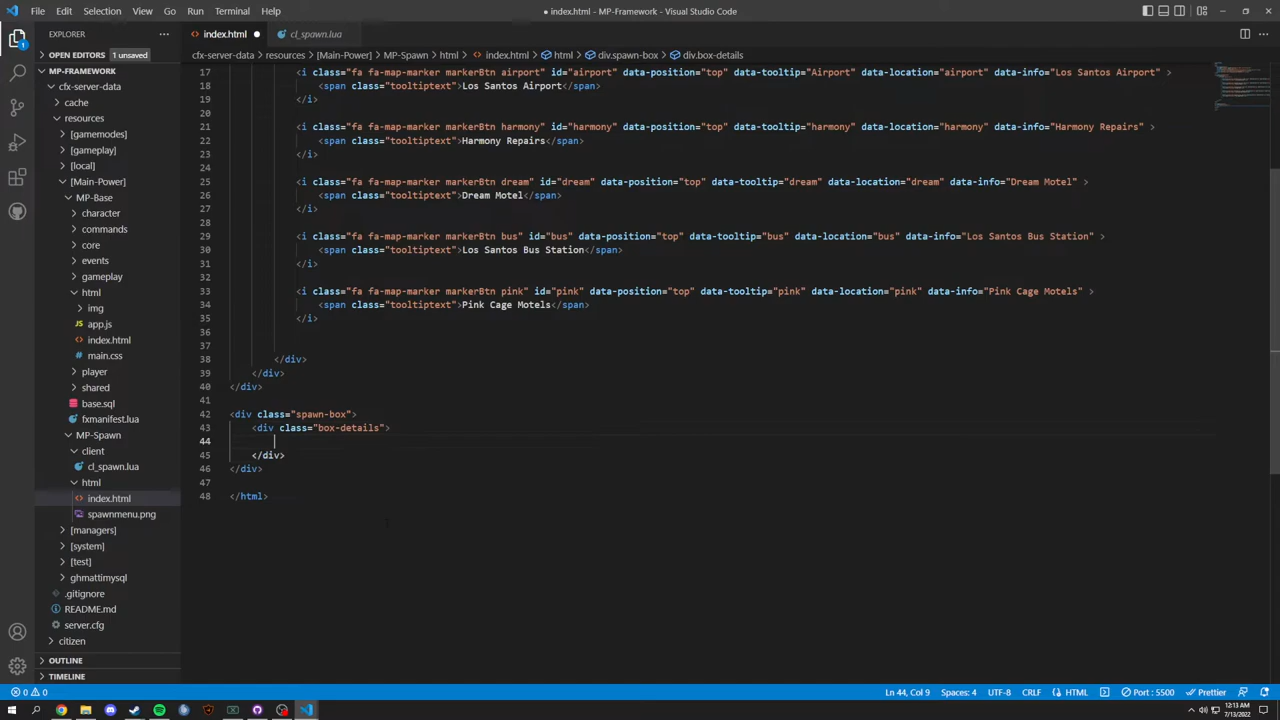 File Edit Selection View Go Run Terminal Help
● index.html - MP-Framework - Visual Studio Code
EXPLORER
OPEN EDITORS 1 unsaved
MP-FRAMEWORK
cfx-server-data
cache
resources
[gamemodes]
[gameplay]
[local]
[Main-Power]
MP-Base
character
commands
core
events
gameplay
html
img
JS app.js
<> index.html
# main.css
player
shared
base.sql
fxmanifest.lua
MP-Spawn
client
cl_spawn.lua
html
<> index.html
spawnmenu.png
[managers]
[system]
[test]
ghmattimysql
.gitignore
README.md
server.cfg
citizen
OUTLINE
TIMELINE
<> index.html ● cl_spawn.lua
cfx-server-data > resources > [Main-Power] > MP-Spawn > html > <> index.html > html > div.spawn-box > div.box-details
17 <i class="fa fa-map-marker markerBtn airport" id="airport" data-position="top" data-tooltip="Airport" data-location="airport" data-info="Los Santos Airport" >
18 <span class="tooltiptext">Los Santos Airport</span>
19 </i>
20
21 <i class="fa fa-map-marker markerBtn harmony" id="harmony" data-position="top" data-tooltip="harmony" data-location="harmony" data-info="Harmony Repairs" >
22 <span class="tooltiptext">Harmony Repairs</span>
23 </i>
24
25 <i class="fa fa-map-marker markerBtn dream" id="dream" data-position="top" data-tooltip="dream" data-location="dream" data-info="Dream Motel" >
26 <span class="tooltiptext">Dream Motel</span>
27 </i>
28
29 <i class="fa fa-map-marker markerBtn bus" id="bus" data-position="top" data-tooltip="bus" data-location="bus" data-info="Los Santos Bus Station" >
30 <span class="tooltiptext">Los Santos Bus Station</span>
31 </i>
32
33 <i class="fa fa-map-marker markerBtn pink" id="pink" data-position="top" data-tooltip="pink" data-location="pink" data-info="Pink Cage Motels" >
34 <span class="tooltiptext">Pink Cage Motels</span>
35 </i>
36
37
38 </div>
39 </div>
40 </div>
41
42 <div class="spawn-box">
43 <div class="box-details">
44
45 </div>
46 </div>
47
48 </html>
0 0 Ln 44, Col 9 Spaces: 4 UTF-8 CRLF HTML Port : 5500 Prettier
12:13 AM
7/13/2022